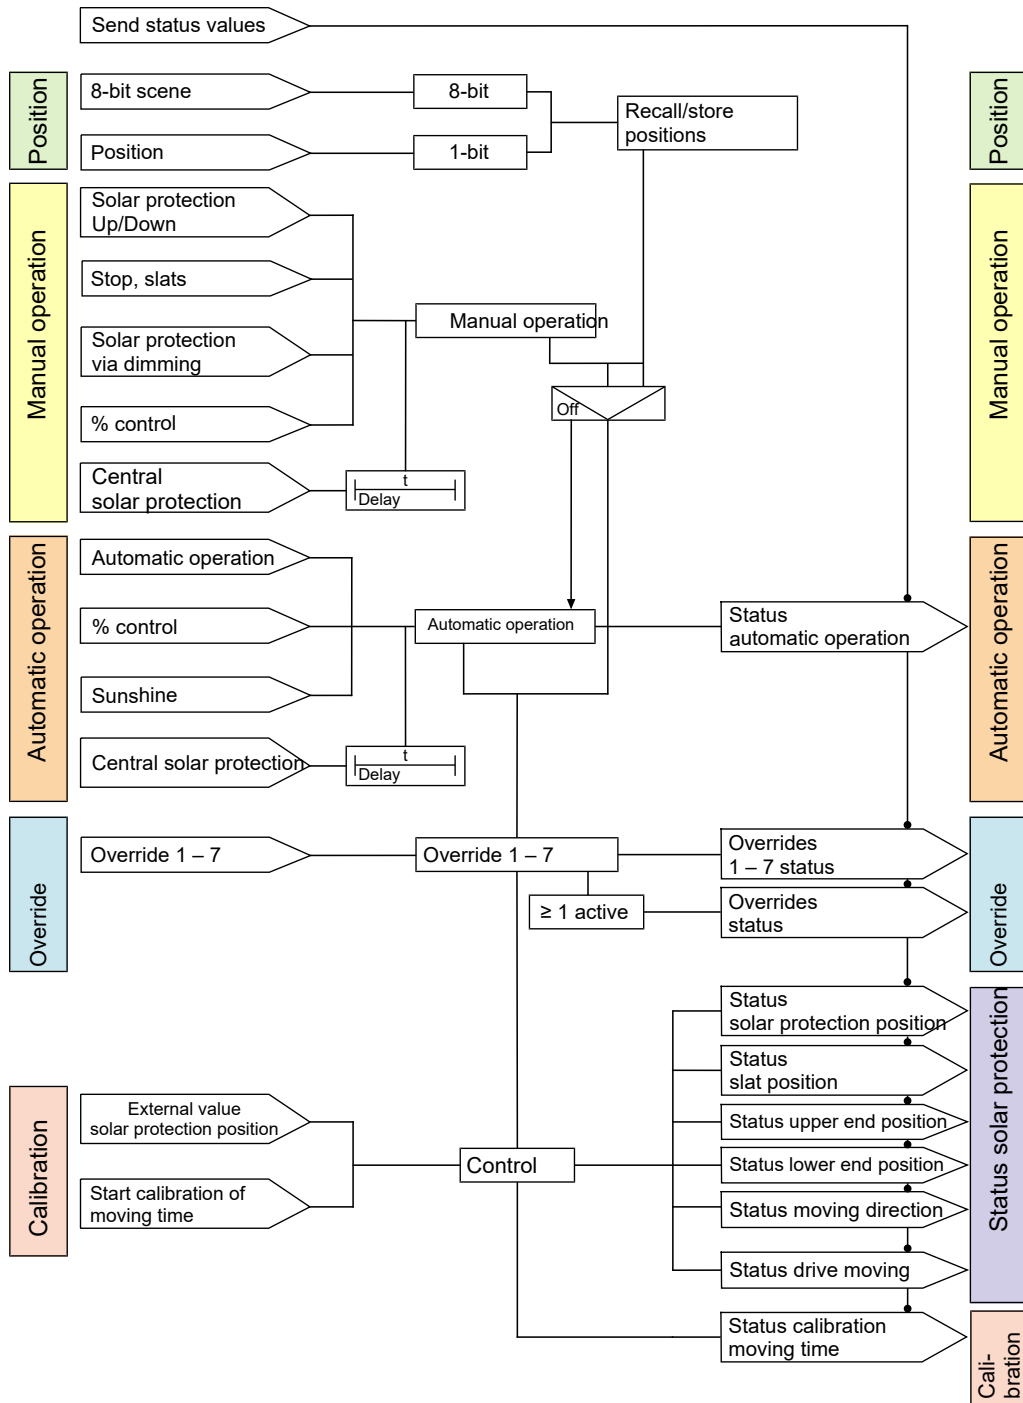 Send status values
Position
8-bit scene
8-bit
Recall/store
positions
Position
1-bit
Position
Manual operation
Solar protection
Up/Down
Stop, slats
Manual operation
Solar protection
via dimming
Off
% control
Central
solar protection
t
Delay
Manual operation
Automatic operation
Automatic operation
% control
Automatic operation
Status
automatic operation
Sunshine
Central solar protection
t
Delay
Automatic operation
Override
Override 1 – 7
Override 1 – 7
Overrides
1 – 7 status
≥ 1 active
Overrides
status
Override
Status
solar protection position
Status
slat position
Status upper end position
Status lower end position
Status moving direction
Status drive moving
Status solar protection
Calibration
External value
solar protection position
Start calibration of
moving time
Control
Status calibration
moving time
Cali-
bration